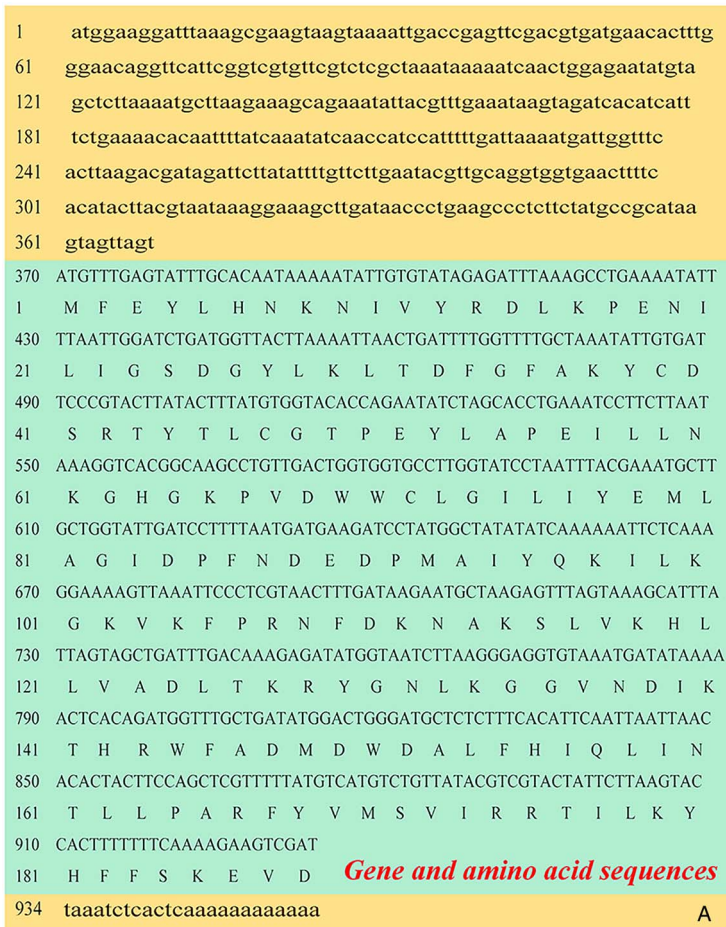 1 atggaaggatttaaagcgaagtaagtaaaattgaccgagttcgacgtgatgaacactttg
61 ggaacaggttcattcggtcgtgttcgtctcgctaaataaaaatcaactggagaatatgta
121 gctcttaaaatgcttaagaaagcagaaatattacgtttgaaataagtagatcacatcatt
181 tctgaaaacacaattttatcaaatatcaaccatccatttttgattaaaatgattggtttc
241 acttaagacgatagattcttatattttgttcttgaatacgttgcaggtggtgaacttttc
301 acatacttacgtaataaaggaaagcttgataaccctgaagccctcttctatgccgcataa
361 gtagttagt
370 ATGTTTGAGTATTTGCACAATAAAAATATTGTGTATAGAGATTTAAAGCCTGAAAATATT
1 M F E Y L H N K N I V Y R D L K P E N I
430 TTAATTGGATCTGATGGTTACTTAAAATTAACTGATTTTGGTTTTGCTAAATATTGTGAT
21 L I G S D G Y L K L T D F G F A K Y C D
490 TCCCGTACTTATACTTTATGTGGTACACCAGAATATCTAGCACCTGAAATCCTTCTTAAT
41 S R T Y T L C G T P E Y L A P E I L L N
550 AAAGGTCACGGCAAGCCTGTTGACTGGTGGTGCCTTGGTATCCTAATTTACGAAATGCTT
61 K G H G K P V D W W C L G I L I Y E M L
610 GCTGGTATTGATCCTTTTAATGATGAAGATCCTATGGCTATATATCAAAAAATTCTCAAA
81 A G I D P F N D E D P M A I Y Q K I L K
670 GGAAAAGTTAAATTCCCTCGTAACTTTGATAAGAATGCTAAGAGTTTAGTAAAGCATTTA
101 G K V K F P R N F D K N A K S L V K H L
730 TTAGTAGCTGATTTGACAAAGAGATATGGTAATCTTAAGGGAGGTGTAAATGATATAAAA
121 L V A D L T K R Y G N L K G G V N D I K
790 ACTCACAGATGGTTTGCTGATATGGACTGGGATGCTCTCTTTCACATTCAATTAATTAAC
141 T H R W F A D M D W D A L F H I Q L I N
850 ACACTACTTCCAGCTCGTTTTTATGTCATGTCTGTTATACGTCGTACTATTCTTAAGTAC
161 T L L P A R F Y V M S V I R R T I L K Y
910 CACTTTTTTTCAAAAGAAGTCGAT
181 H F F S K E V D Gene and amino acid sequences
934 taaatctcactcaaaaaaaaaaaa A